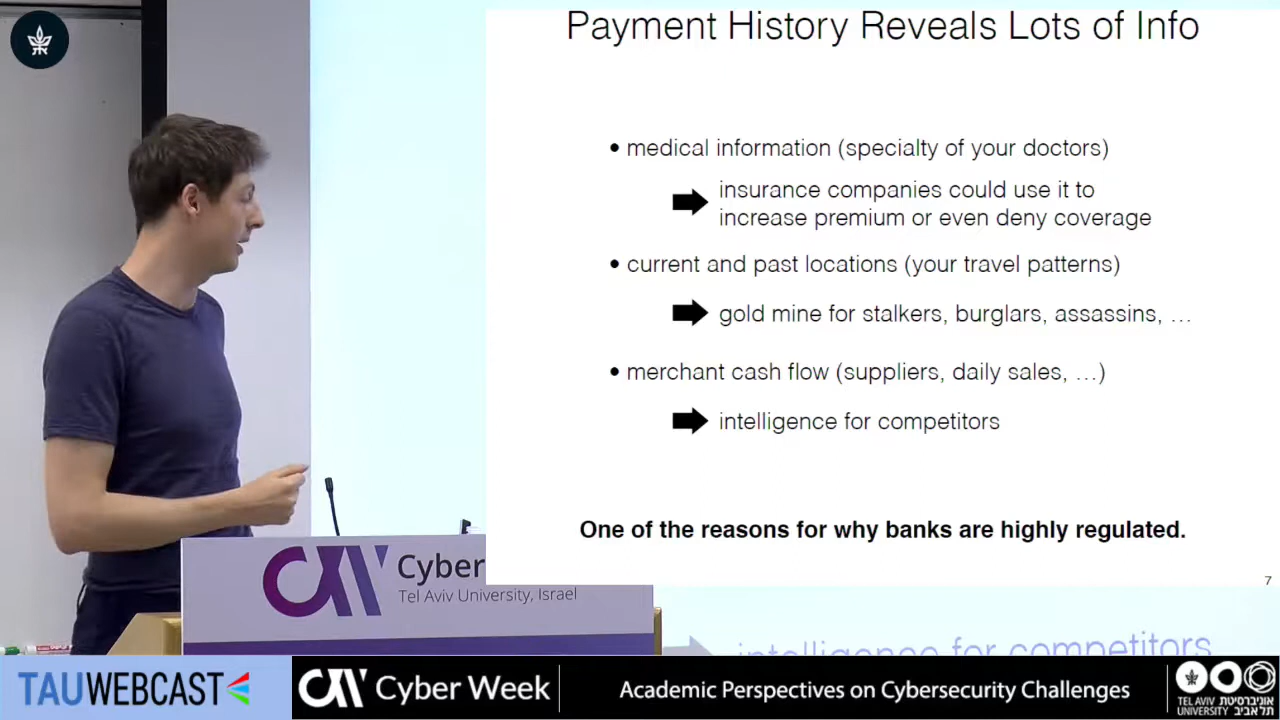 Payment History Reveals Lots of Info
• medical information (specialty of your doctors)
insurance companies could use it to
increase premium or even deny coverage
• current and past locations (your travel patterns)
gold mine for stalkers, burglars, assassins, …
• merchant cash flow (suppliers, daily sales, …)
intelligence for competitors
One of the reasons for why banks are highly regulated.
7
Cyber
Tel Aviv University, Israel
intelligence for competitors
TAUWEBCAST
Cyber Week
Academic Perspectives on Cybersecurity Challenges
TEL AVIV אוניברסיטת
UNIVERSITY תל אביב